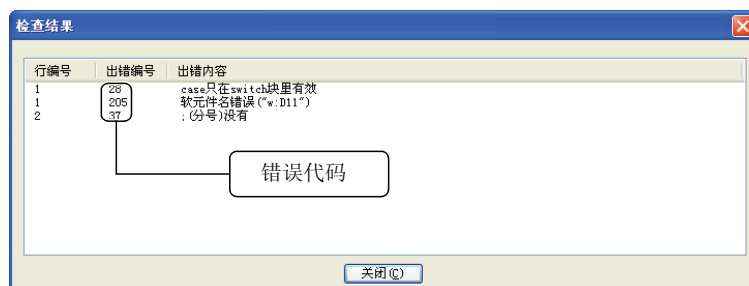 检查结果
行编号 出错编号 出错内容
1 28 case只在switch块里有效
1 205 软元件名错误("w:D11")
2 37 ;(分号)没有
错误代码
关闭(C)